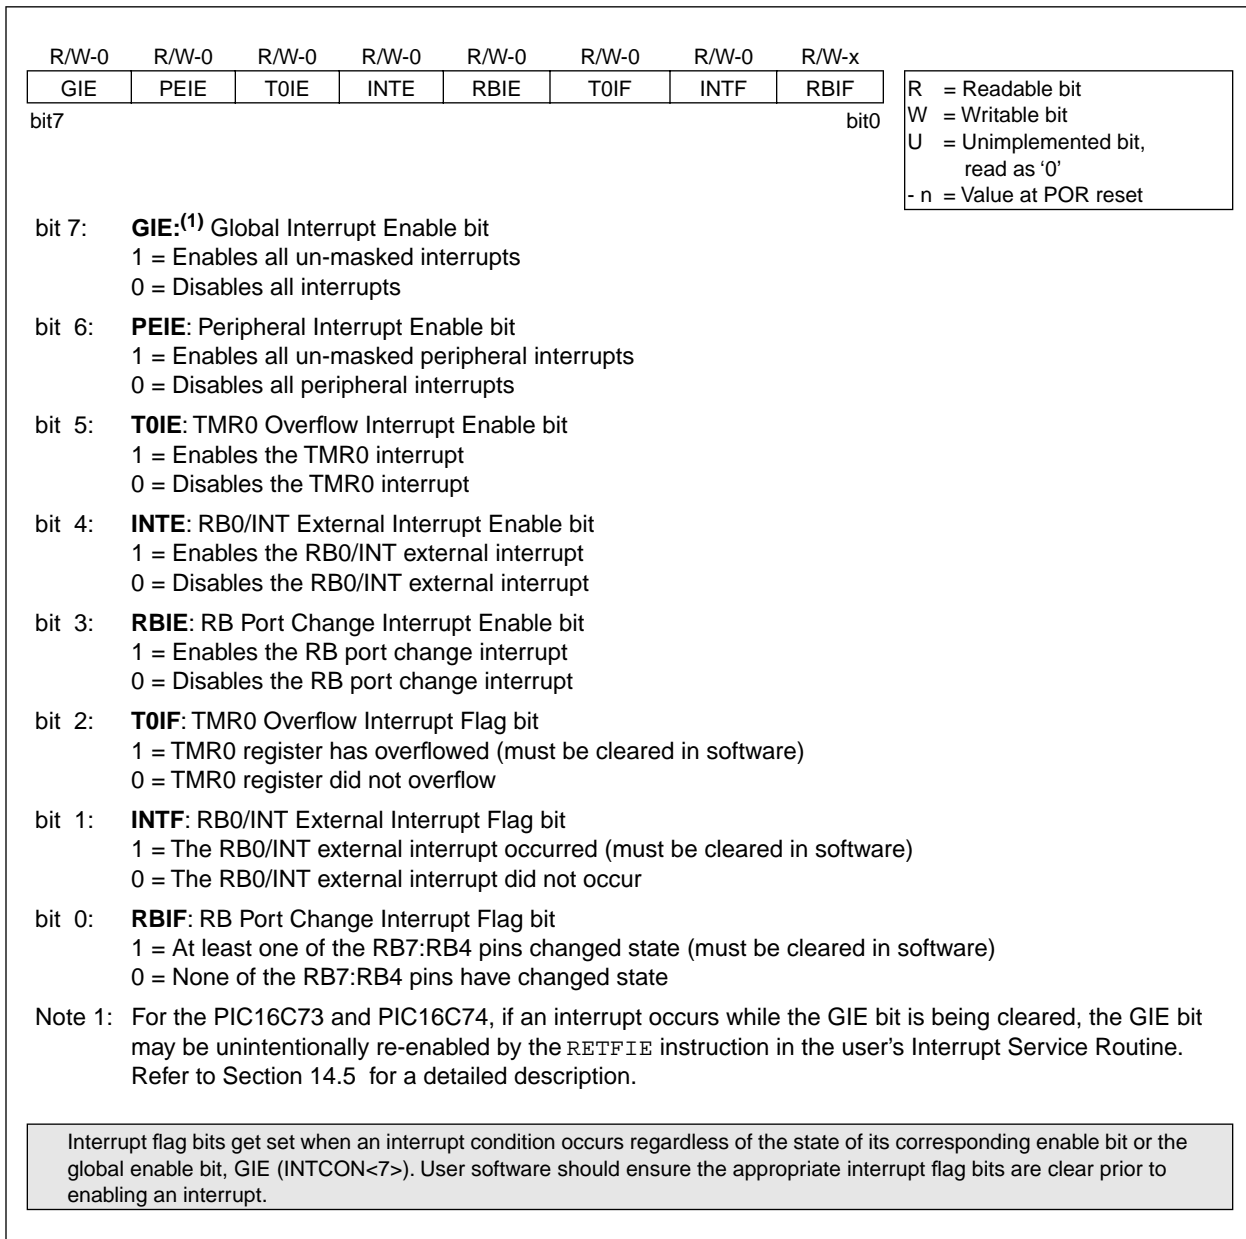 R/W-0 R/W-0 R/W-0 R/W-0 R/W-0 R/W-0 R/W-0 R/W-x
GIE PEIE T0IE INTE RBIE T0IF INTF RBIF
bit7 bit0
R = Readable bit
W = Writable bit
U = Unimplemented bit,
read as ‘0’
- n = Value at POR reset
bit 7: GIE:(1) Global Interrupt Enable bit
1 = Enables all un-masked interrupts
0 = Disables all interrupts
bit 6: PEIE: Peripheral Interrupt Enable bit
1 = Enables all un-masked peripheral interrupts
0 = Disables all peripheral interrupts
bit 5: T0IE: TMR0 Overflow Interrupt Enable bit
1 = Enables the TMR0 interrupt
0 = Disables the TMR0 interrupt
bit 4: INTE: RB0/INT External Interrupt Enable bit
1 = Enables the RB0/INT external interrupt
0 = Disables the RB0/INT external interrupt
bit 3: RBIE: RB Port Change Interrupt Enable bit
1 = Enables the RB port change interrupt
0 = Disables the RB port change interrupt
bit 2: T0IF: TMR0 Overflow Interrupt Flag bit
1 = TMR0 register has overflowed (must be cleared in software)
0 = TMR0 register did not overflow
bit 1: INTF: RB0/INT External Interrupt Flag bit
1 = The RB0/INT external interrupt occurred (must be cleared in software)
0 = The RB0/INT external interrupt did not occur
bit 0: RBIF: RB Port Change Interrupt Flag bit
1 = At least one of the RB7:RB4 pins changed state (must be cleared in software)
0 = None of the RB7:RB4 pins have changed state
Note 1: For the PIC16C73 and PIC16C74, if an interrupt occurs while the GIE bit is being cleared, the GIE bit
may be unintentionally re-enabled by the RETFIE instruction in the user’s Interrupt Service Routine.
Refer to Section 14.5 for a detailed description.
Interrupt flag bits get set when an interrupt condition occurs regardless of the state of its corresponding enable bit or the
global enable bit, GIE (INTCON<7>). User software should ensure the appropriate interrupt flag bits are clear prior to
enabling an interrupt.